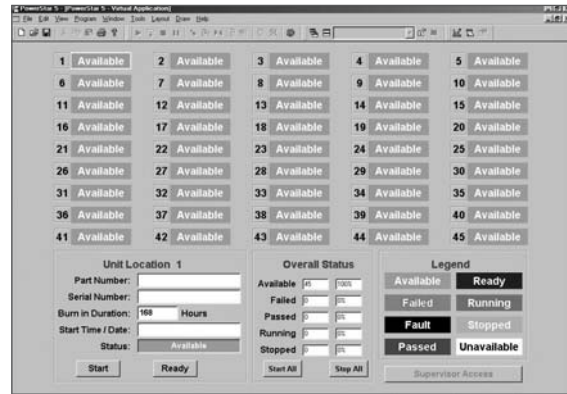 PowerStar 5 - [PowerStar 5 - Virtual Application]
File Edit View Program Window Tools Layout Draw Help
1 Available 2 Available 3 Available 4 Available 5 Available
6 Available 7 Available 8 Available 9 Available 10 Available
11 Available 12 Available 13 Available 14 Available 15 Available
16 Available 17 Available 18 Available 19 Available 20 Available
21 Available 22 Available 23 Available 24 Available 25 Available
26 Available 27 Available 28 Available 29 Available 30 Available
31 Available 32 Available 33 Available 34 Available 35 Available
36 Available 37 Available 38 Available 39 Available 40 Available
41 Available 42 Available 43 Available 44 Available 45 Available
Unit Location 1
Part Number:
Serial Number:
Burn in Duration: 168 Hours
Start Time / Date:
Status: Available
Start Ready
Overall Status
Available 45 100%
Failed 0 0%
Passed 0 0%
Running 0 0%
Stopped 0 0%
Start All Stop All
Legend
Available Ready
Failed Running
Fault Stopped
Passed Unavailable
Supervisor Access